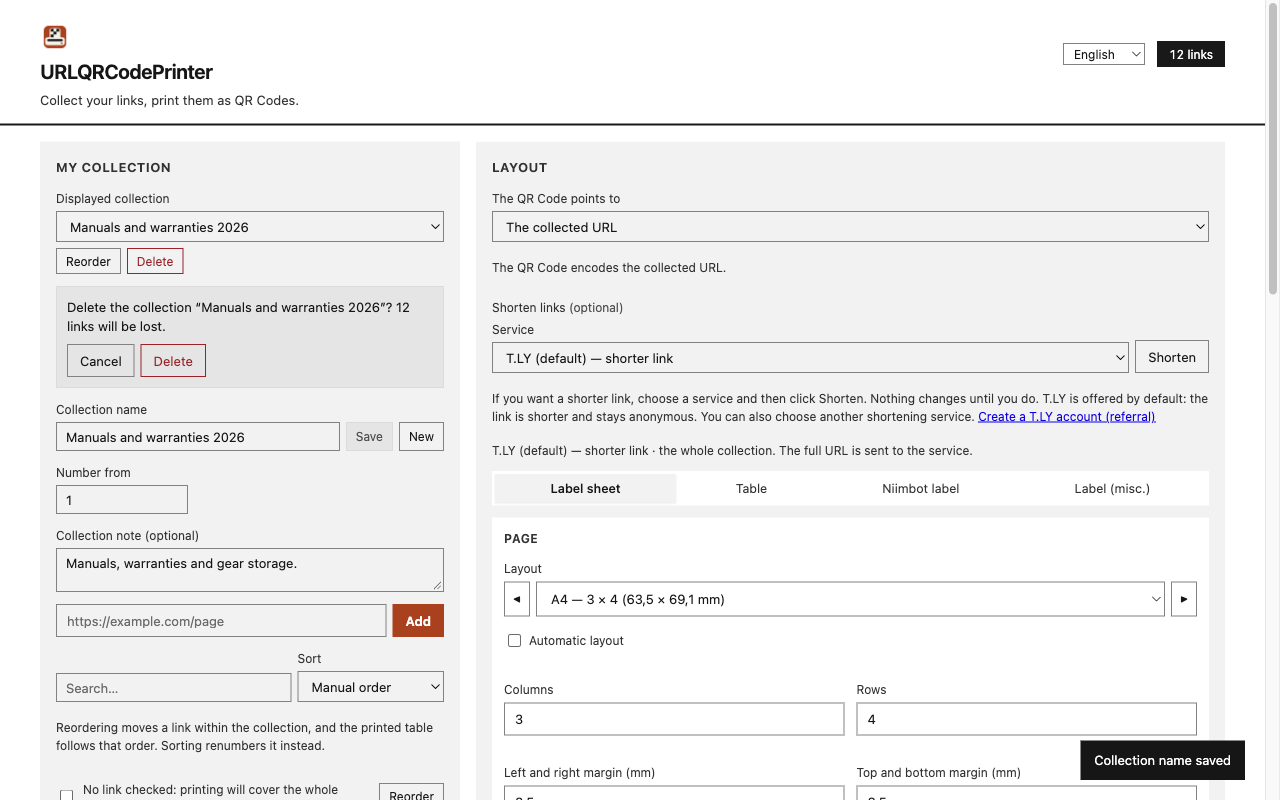 URLQRCodePrinter
Collect your links, print them as QR Codes.
English
12 links
MY COLLECTION
Displayed collection
Manuals and warranties 2026
Reorder
Delete
Delete the collection “Manuals and warranties 2026”? 12
links will be lost.
Cancel
Delete
Collection name
Manuals and warranties 2026
Save
New
Number from
1
Collection note (optional)
Manuals, warranties and gear storage.
https://example.com/page
Add
Sort
Search...
Manual order
Reordering moves a link within the collection, and the printed table
follows that order. Sorting renumbers it instead.
No link checked: printing will cover the whole
Reorder
LAYOUT
The QR Code points to
The collected URL
The QR Code encodes the collected URL.
Shorten links (optional)
Service
T.LY (default) — shorter link
Shorten
If you want a shorter link, choose a service and then click Shorten. Nothing changes until you do. T.LY is offered by default: the
link is shorter and stays anonymous. You can also choose another shortening service. Create a T.LY account (referral)
T.LY (default) — shorter link · the whole collection. The full URL is sent to the service.
Label sheet
Table
Niimbot label
Label (misc.)
PAGE
Layout
◄
A4 — 3 × 4 (63,5 × 69,1 mm)
►
Automatic layout
Columns
Rows
3
4
Left and right margin (mm)
Top and bottom margin (mm)
Collection name saved